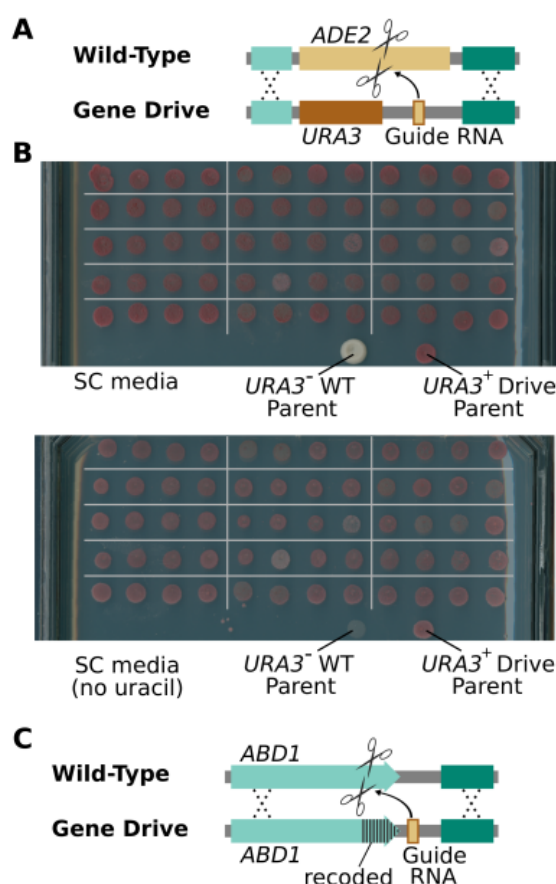 A
ADE2
Wild-Type
Gene Drive
URA3
Guide RNA
B
SC media
URA3⁻ WT
Parent
URA3⁺ Drive
Parent
SC media
(no uracil)
URA3⁻ WT
Parent
URA3⁺ Drive
Parent
C
ABD1
Wild-Type
Gene Drive
ABD1
recoded
Guide
RNA